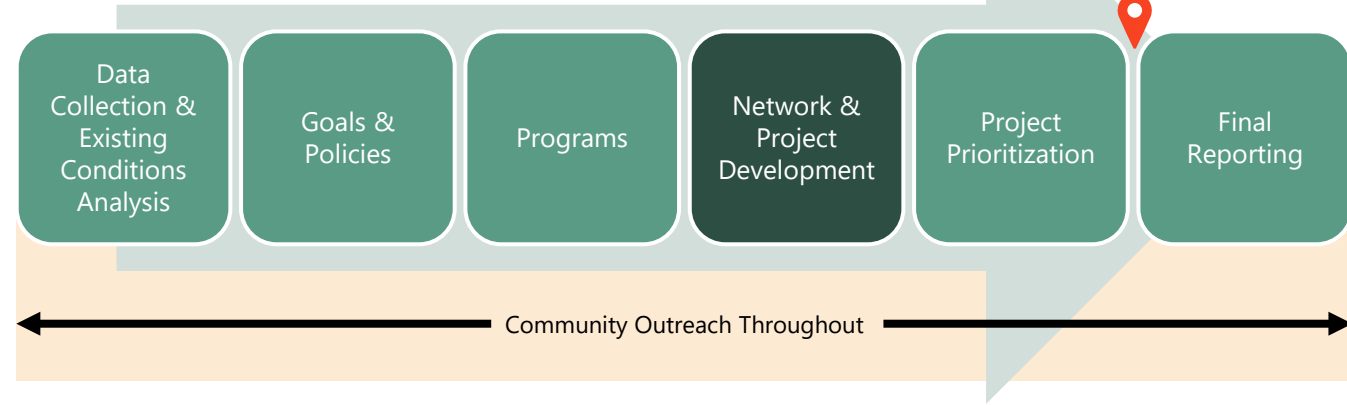 Data
Collection &
Existing
Conditions
Analysis
Goals &
Policies
Programs
Network &
Project
Development
Project
Prioritization
Final
Reporting
Community Outreach Throughout